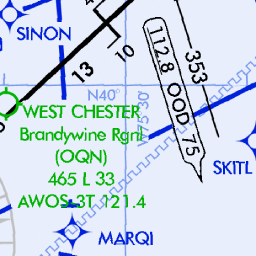 SINON
10
13
N40°
W75°30'
112.8 OOD 75
353
WEST CHESTER
Brandywine Rgnl
(OQN)
465 L 33
AWOS-3T 121.4
SKITL
MARQI